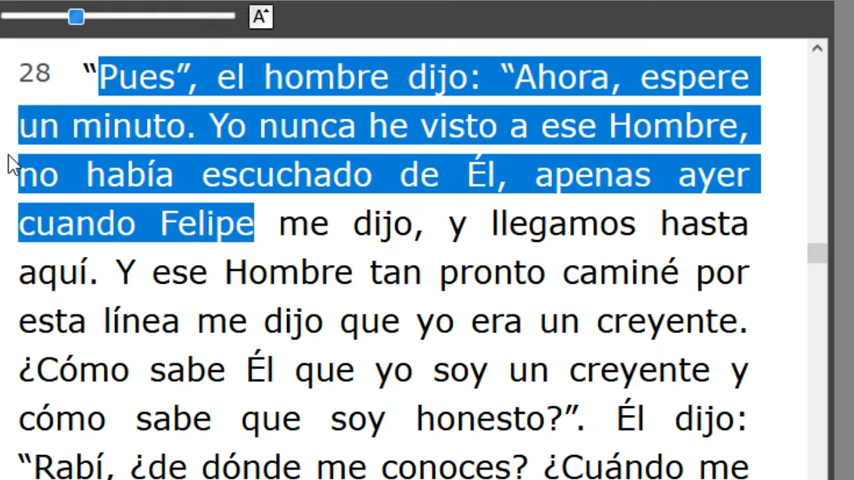 A
28 “Pues”, el hombre dijo: “Ahora, espere
un minuto. Yo nunca he visto a ese Hombre,
no había escuchado de Él, apenas ayer
cuando Felipe me dijo, y llegamos hasta
aquí. Y ese Hombre tan pronto caminé por
esta línea me dijo que yo era un creyente.
¿Cómo sabe Él que yo soy un creyente y
cómo sabe que soy honesto?”. Él dijo:
“Rabí, ¿de dónde me conoces? ¿Cuándo me